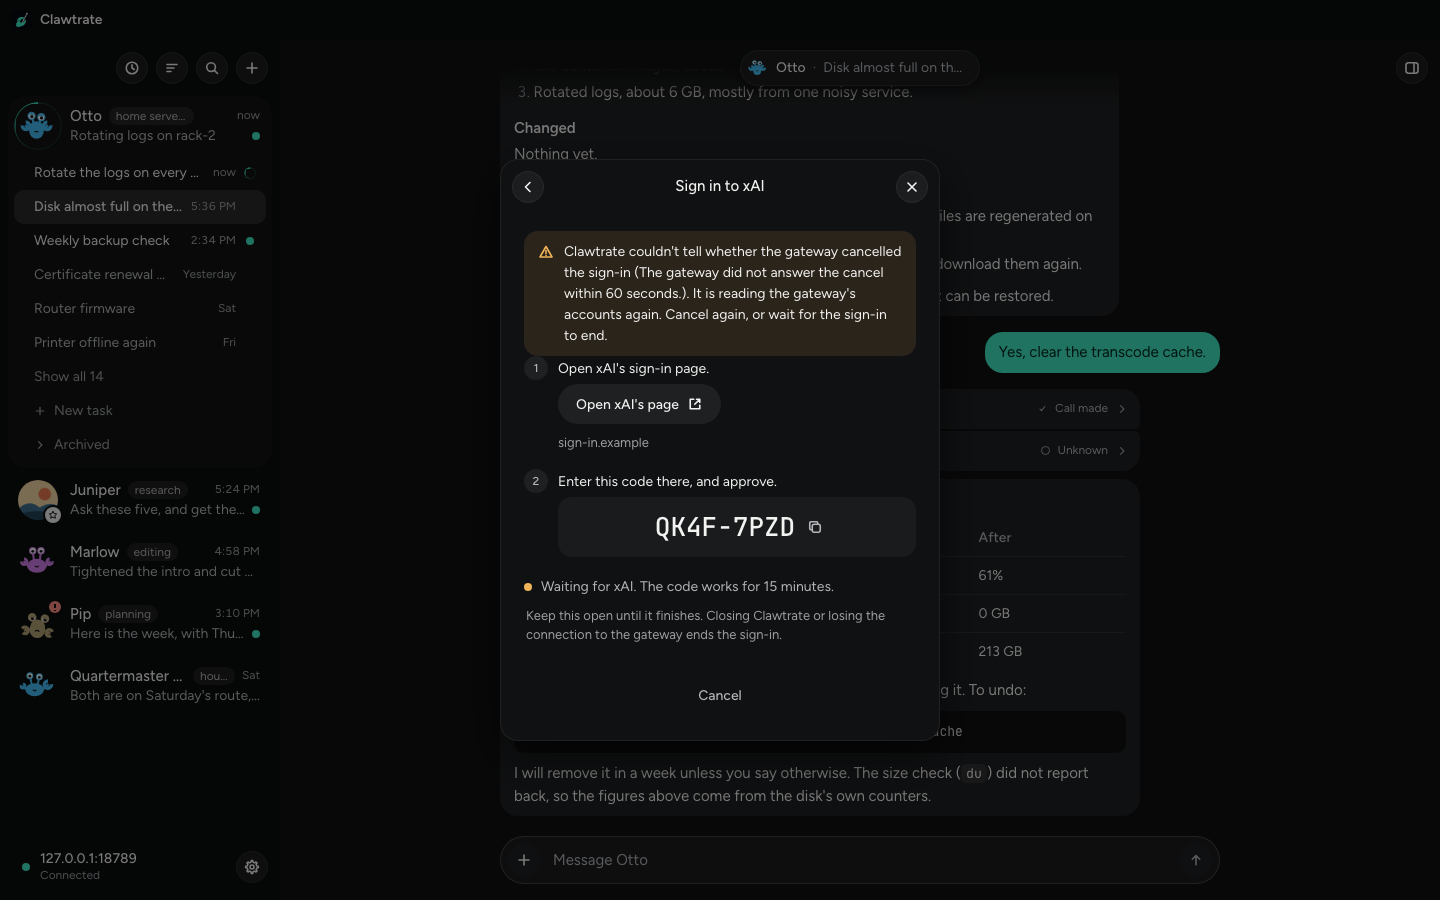 Clawtrate
Otto home serve... now
Rotating logs on rack-2
Rotate the logs on every ... now
Disk almost full on the... 5:36 PM
Weekly backup check 2:34 PM
Certificate renewal ... Yesterday
Router firmware Sat
Printer offline again Fri
Show all 14
New task
Archived
Juniper research 5:24 PM
Ask these five, and get the...
Marlow editing 4:58 PM
Tightened the intro and cut ...
Pip planning 3:10 PM
Here is the week, with Thu...
Quartermaster ... hou... Sat
Both are on Saturday's route,...
127.0.0.1:18789
Connected
Otto · Disk almost full on th...
3. Rotated logs, about 6 GB, mostly from one noisy service.
Changed
Nothing yet.
iles are regenerated on
download them again.
can be restored.
Yes, clear the transcode cache.
Call made
Unknown
After
61%
0 GB
213 GB
g it. To undo:
ache
I will remove it in a week unless you say otherwise. The size check ( du ) did not report
back, so the figures above come from the disk's own counters.
Message Otto
Sign in to xAI
Clawtrate couldn't tell whether the gateway cancelled
the sign-in (The gateway did not answer the cancel
within 60 seconds.). It is reading the gateway's
accounts again. Cancel again, or wait for the sign-in
to end.
1 Open xAI's sign-in page.
Open xAI's page
sign-in.example
2 Enter this code there, and approve.
QK4F-7PZD
Waiting for xAI. The code works for 15 minutes.
Keep this open until it finishes. Closing Clawtrate or losing the
connection to the gateway ends the sign-in.
Cancel